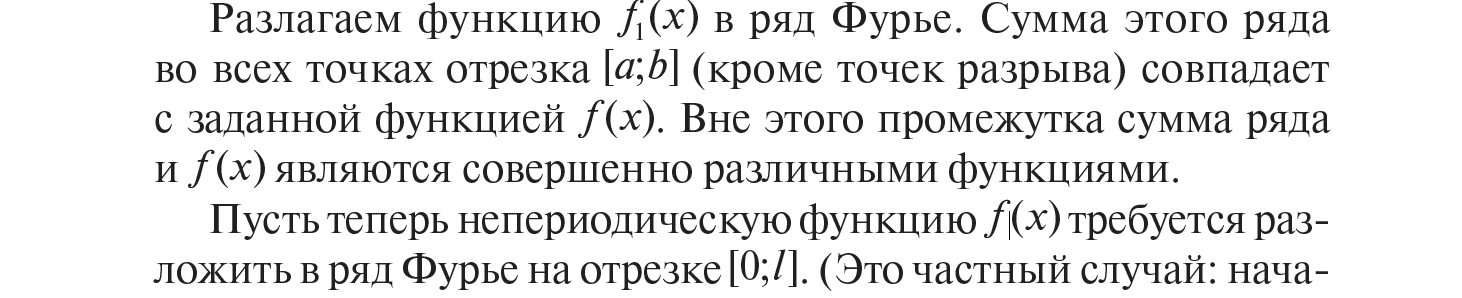 Разлагаем функцию f₁(x) в ряд Фурье. Сумма этого ряда
во всех точках отрезка [a;b] (кроме точек разрыва) совпадает
с заданной функцией f(x). Вне этого промежутка сумма ряда
и f(x) являются совершенно различными функциями.
Пусть теперь непериодическую функцию f(x) требуется раз-
ложить в ряд Фурье на отрезке [0;l]. (Это частный случай: нача-